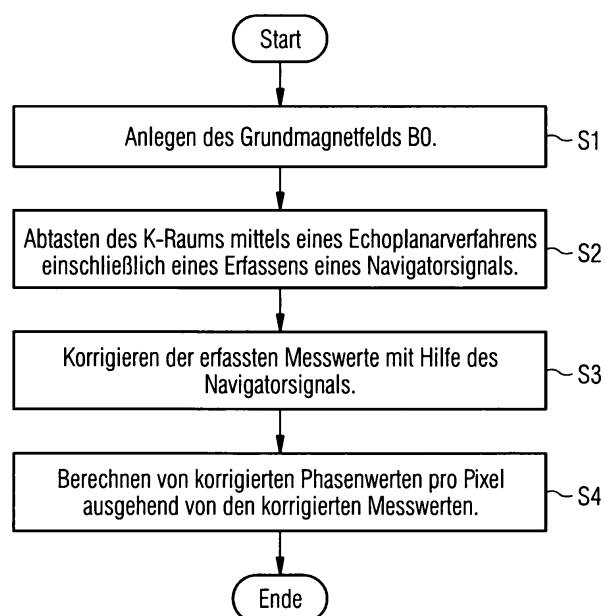 Start
Anlegen des Grundmagnetfelds B0.
S1
Abtasten des K-Raums mittels eines Echoplanarverfahrens
einschließlich eines Erfassens eines Navigatorsignals.
S2
Korrigieren der erfassten Messwerte mit Hilfe des
Navigatorsignals.
S3
Berechnen von korrigierten Phasenwerten pro Pixel
ausgehend von den korrigierten Messwerten.
S4
Ende